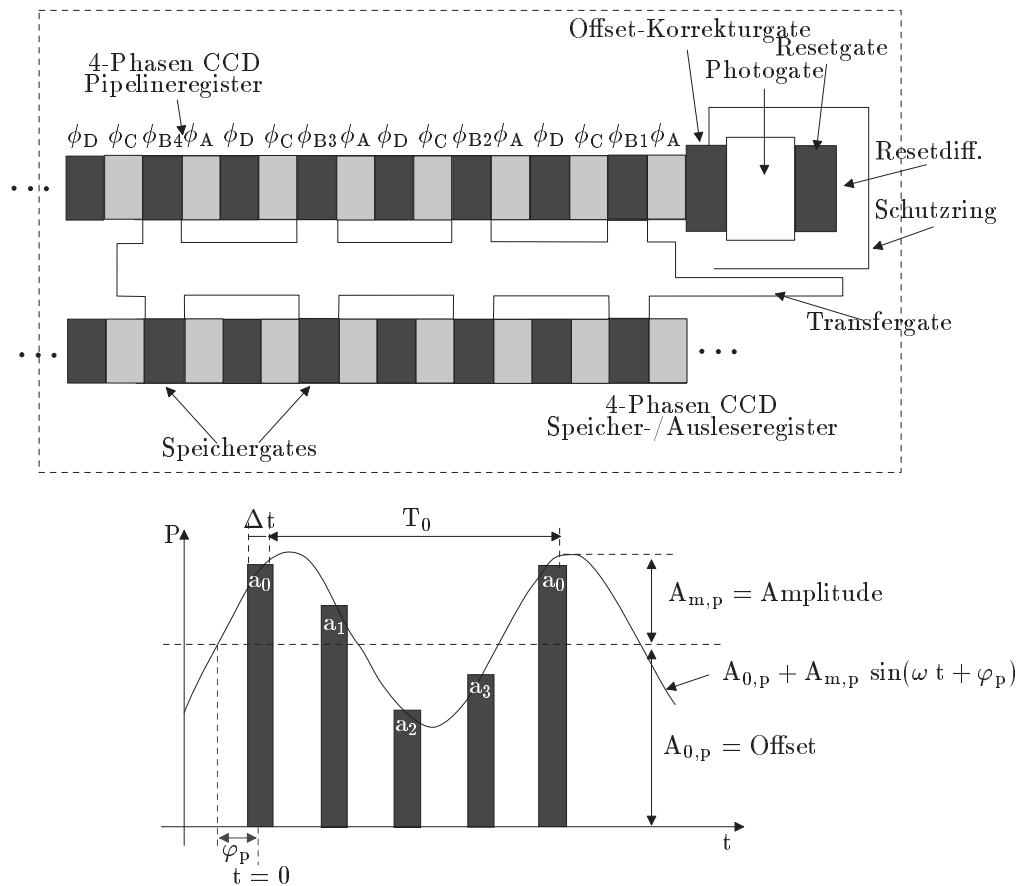 Offset-Korrekturgate
Resetgate
Photogate
4-Phasen CCD
Pipelineregister
ϕD ϕC ϕB4 ϕA ϕD ϕC ϕB3 ϕA ϕD ϕC ϕB2 ϕA ϕD ϕC ϕB1 ϕA
Resetdiff.
Schutzring
Transfergate
4-Phasen CCD
Speicher-/Ausleseregister
Speichergates
P
Δt
T0
a0
a1
a2
a3
a0
Am,p = Amplitude
A0,p + Am,p sin(ω t + φp)
A0,p = Offset
φp
t = 0
t